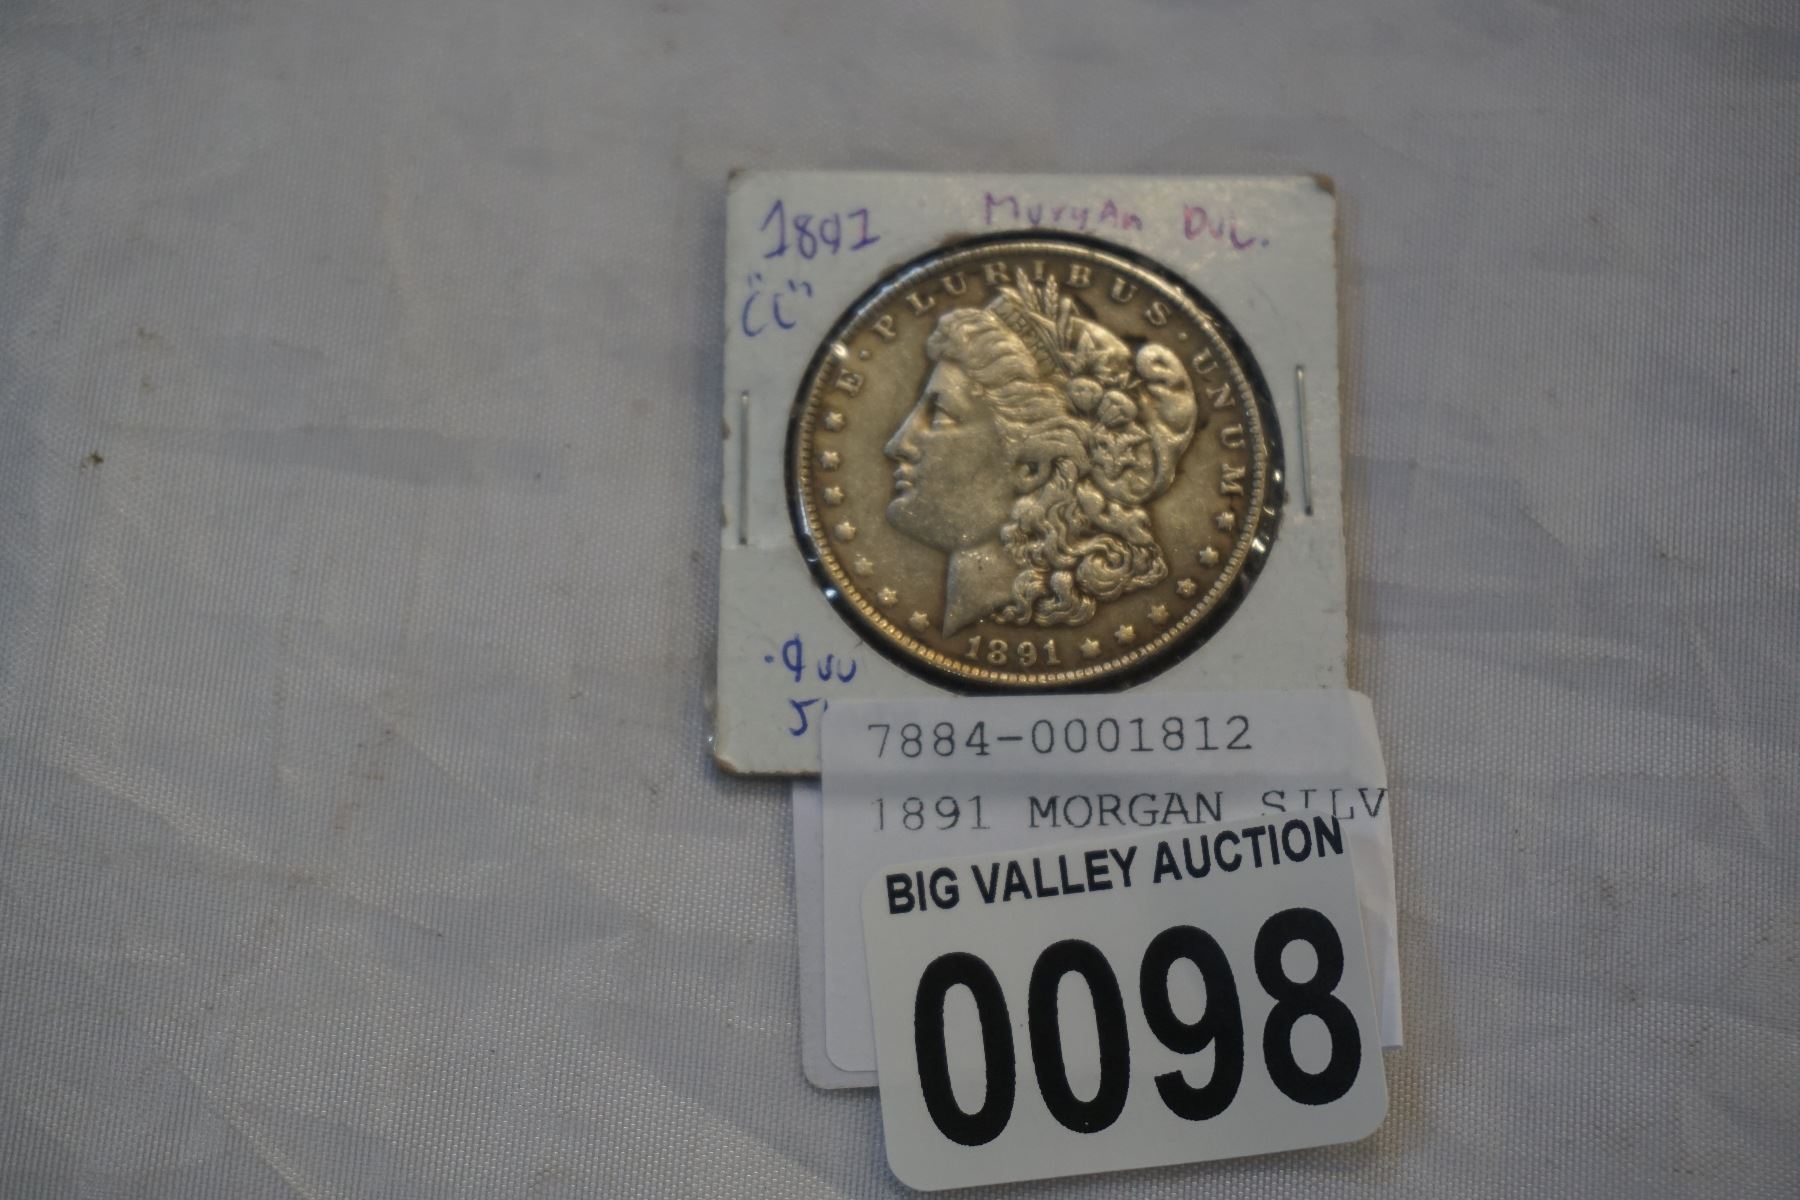 1891 Morgan Dol.
"CC"
E · PLURIBUS · UNUM
LIBERTY
1891
.900
7884-0001812
1891 MORGAN SILV
BIG VALLEY AUCTION
0098